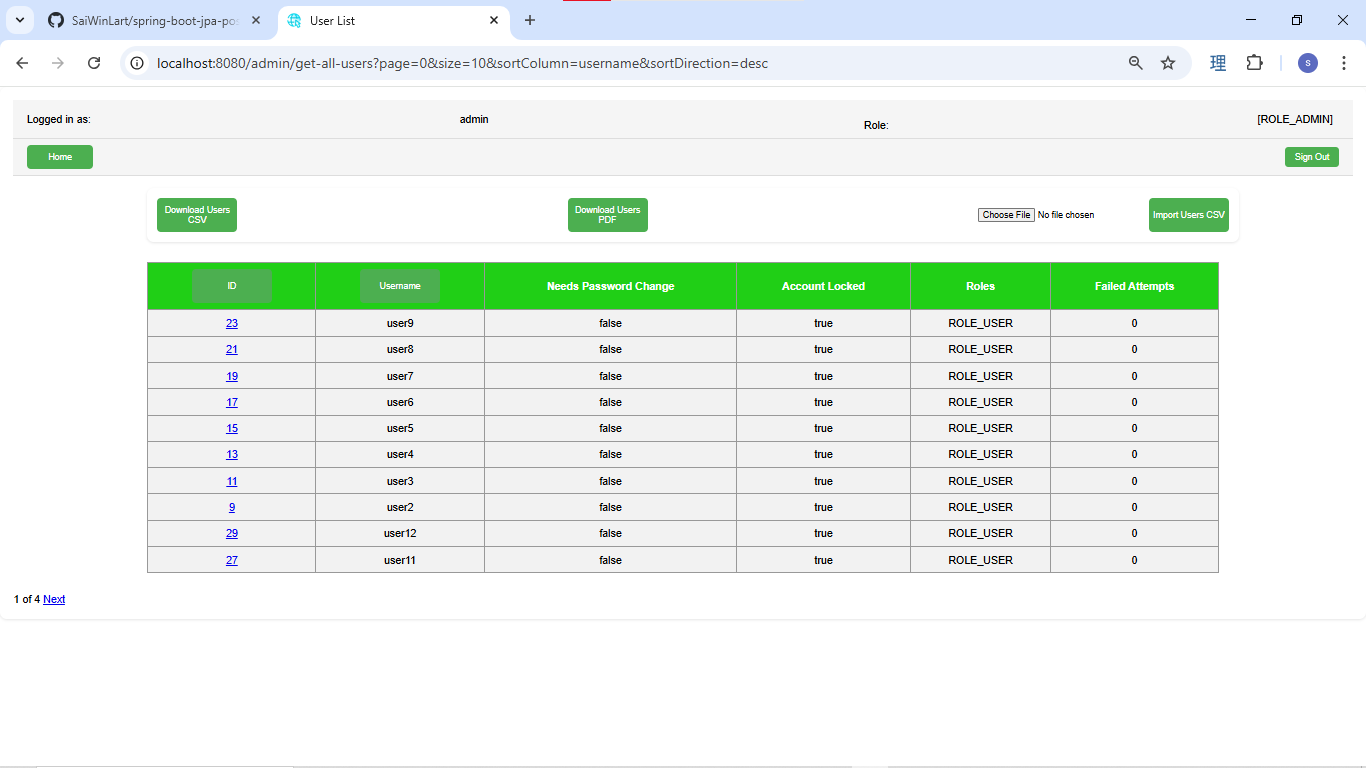 SaiWinLart/spring-boot-jpa-pos
User List
localhost:8080/admin/get-all-users?page=0&size=10&sortColumn=username&sortDirection=desc
理
S
Logged in as: admin Role: [ROLE_ADMIN]
Home Sign Out
Download Users
CSV
Download Users
PDF
Choose File No file chosen
Import Users CSV
ID Username Needs Password Change Account Locked Roles Failed Attempts
23 user9 false true ROLE_USER 0
21 user8 false true ROLE_USER 0
19 user7 false true ROLE_USER 0
17 user6 false true ROLE_USER 0
15 user5 false true ROLE_USER 0
13 user4 false true ROLE_USER 0
11 user3 false true ROLE_USER 0
9 user2 false true ROLE_USER 0
29 user12 false true ROLE_USER 0
27 user11 false true ROLE_USER 0
1 of 4 Next